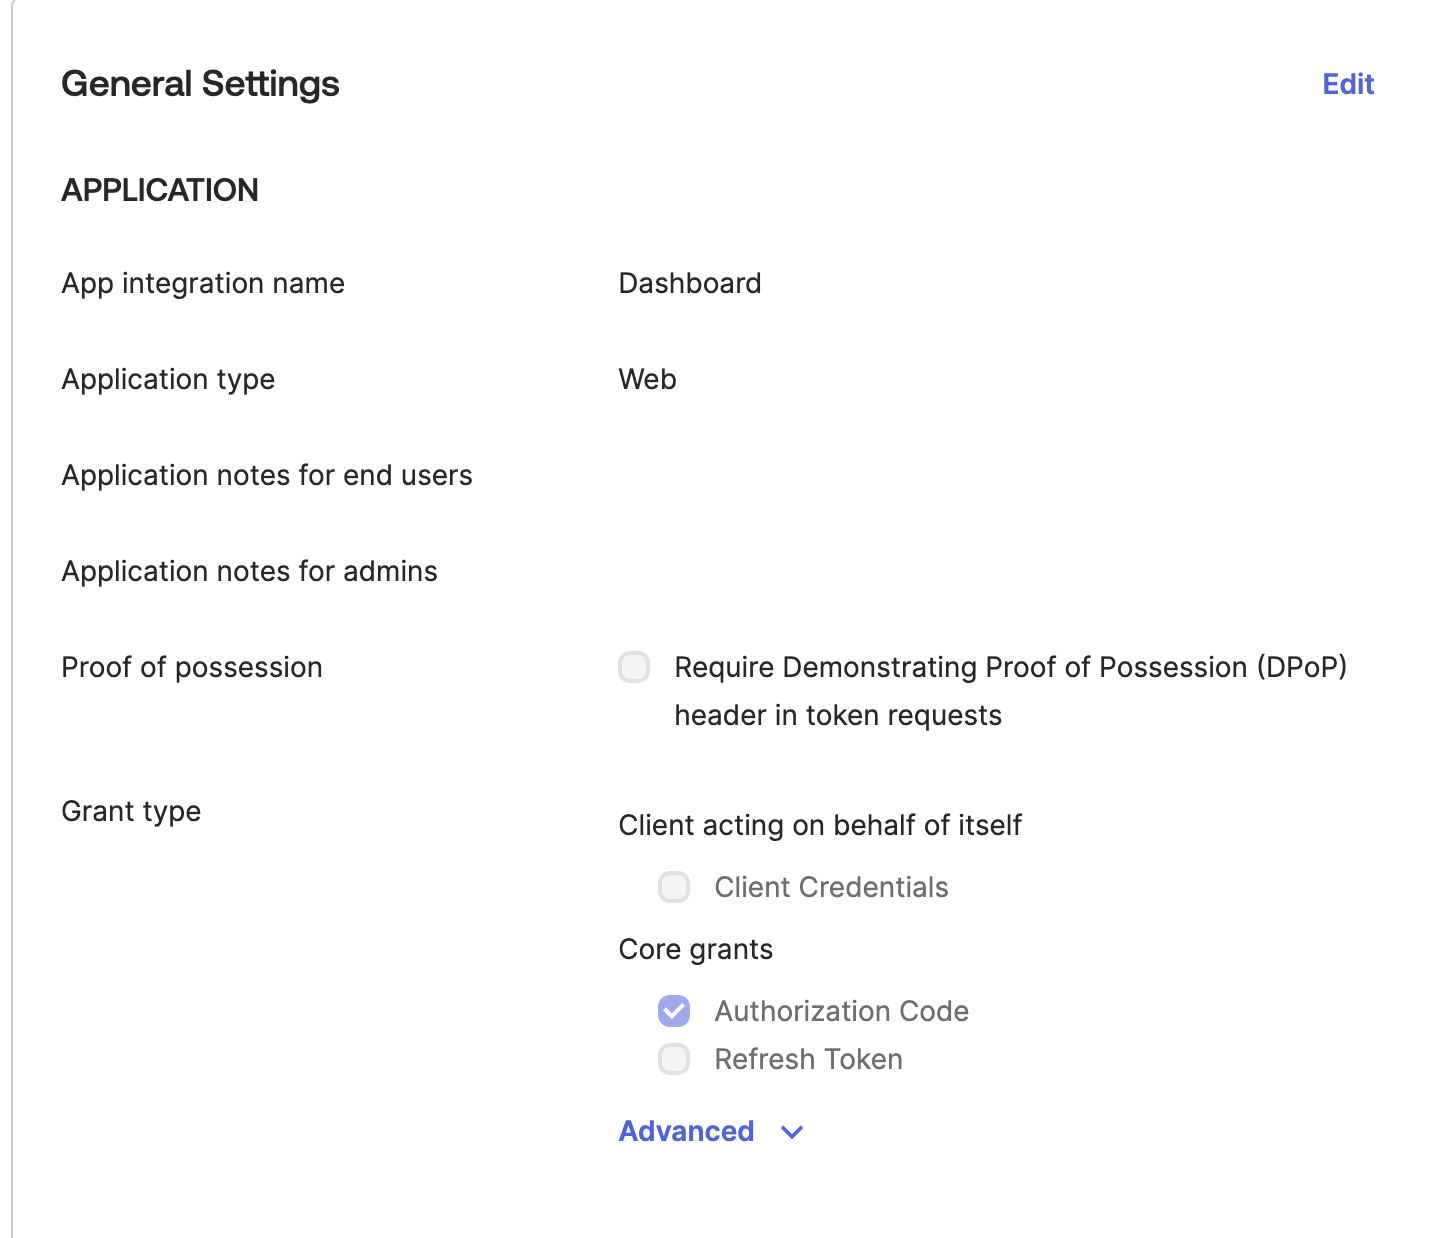 General Settings
Edit
APPLICATION
App integration name
Dashboard
Application type
Web
Application notes for end users
Application notes for admins
Proof of possession
Require Demonstrating Proof of Possession (DPoP)
header in token requests
Grant type
Client acting on behalf of itself
Client Credentials
Core grants
Authorization Code
Refresh Token
Advanced